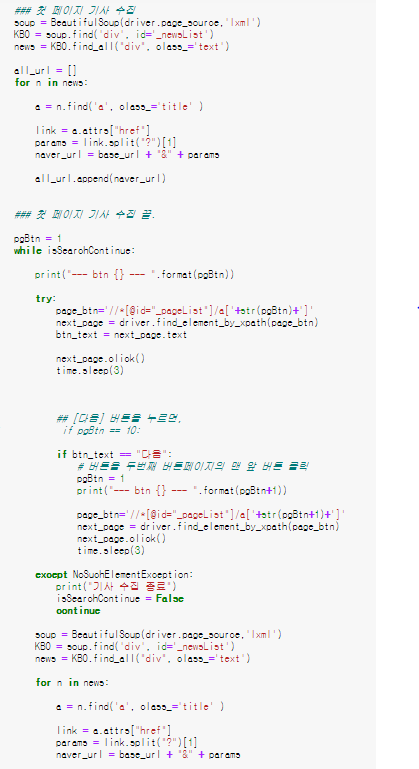 ### 첫 페이지 기사 수집
soup = BeautifulSoup(driver.page_source,'lxml')
KBO = soup.find('div', id='_newsList')
news = KBO.find_all("div", class_='text')
all_url = []
for n in news:
a = n.find('a', class_='title' )
link = a.attrs["href"]
params = link.split("?")[1]
naver_url = base_url + "&" + params
all_url.append(naver_url)
### 첫 페이지 기사 수집 끝.
pgBtn = 1
while isSearchContinue:
print("--- btn {} --- ".format(pgBtn))
try:
page_btn='//*[@id="_pageList"]/a['+str(pgBtn)+']'
next_page = driver.find_element_by_xpath(page_btn)
btn_text = next_page.text
next_page.click()
time.sleep(3)
## [다음] 버튼을 누르면,
if pgBtn == 10:
if btn_text == "다음":
# 버튼을 두번째 버튼페이지의 맨 앞 버튼 클릭
pgBtn = 1
print("--- btn {} --- ".format(pgBtn+1))
page_btn='//*[@id="_pageList"]/a['+str(pgBtn+1)+']'
next_page = driver.find_element_by_xpath(page_btn)
next_page.click()
time.sleep(3)
except NoSuchElementException:
print("기사 수집 종료")
isSearchContinue = False
continue
soup = BeautifulSoup(driver.page_source,'lxml')
KBO = soup.find('div', id='_newsList')
news = KBO.find_all("div", class_='text')
for n in news:
a = n.find('a', class_='title' )
link = a.attrs["href"]
params = link.split("?")[1]
naver_url = base_url + "&" + params